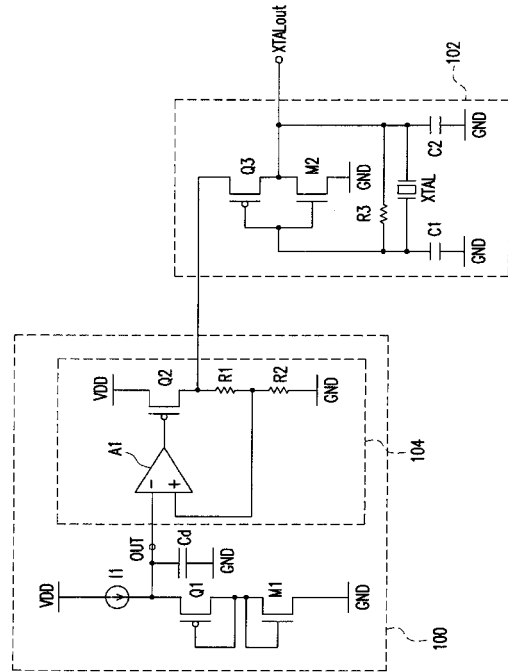 XTALout
102
Q3
M2
GND
R3
XTAL
C1
C2
GND
GND
VDD
Q2
A1
R1
R2
GND
104
VDD
I1
OUT
Cd
GND
Q1
M1
GND
100
−
+